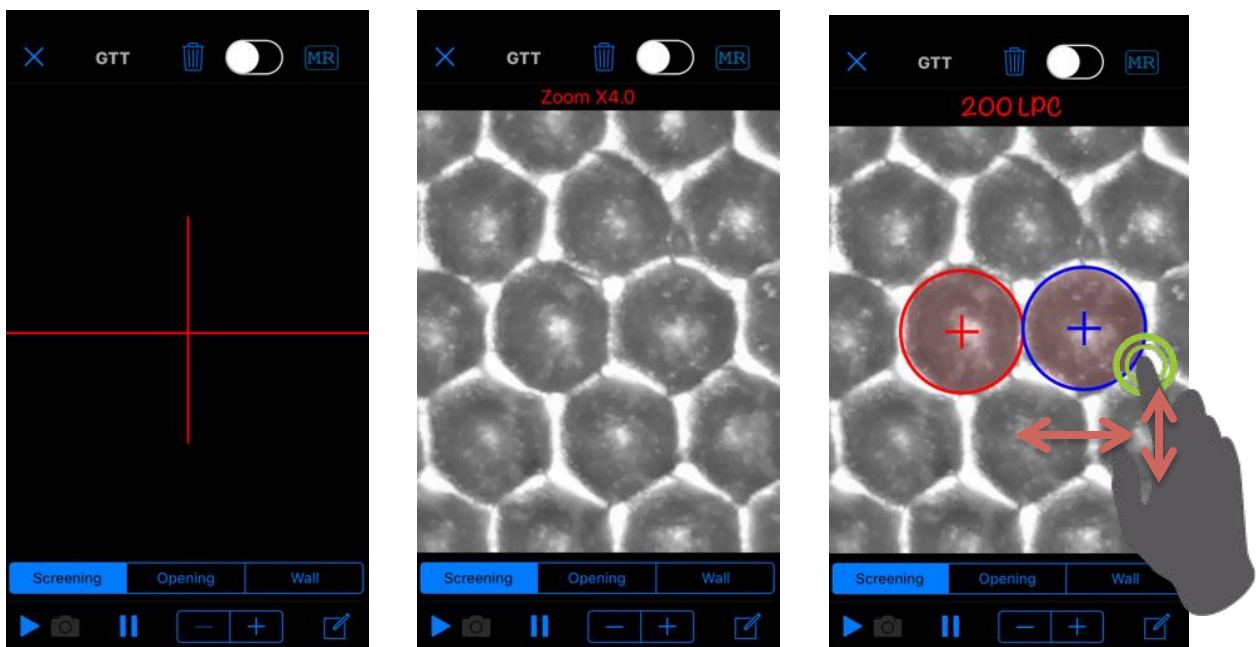 GTT MR
Screening Opening Wall
GTT MR
Zoom X4.0
Screening Opening Wall
GTT MR
200 LPC
Screening Opening Wall